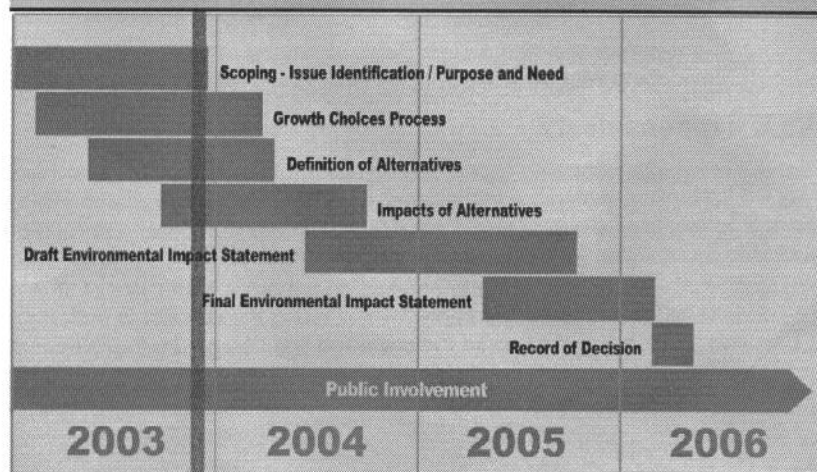 Scoping - Issue Identification / Purpose and Need
Growth Choices Process
Definition of Alternatives
Impacts of Alternatives
Draft Environmental Impact Statement
Final Environmental Impact Statement
Record of Decision
Public Involvement
2003 2004 2005 2006